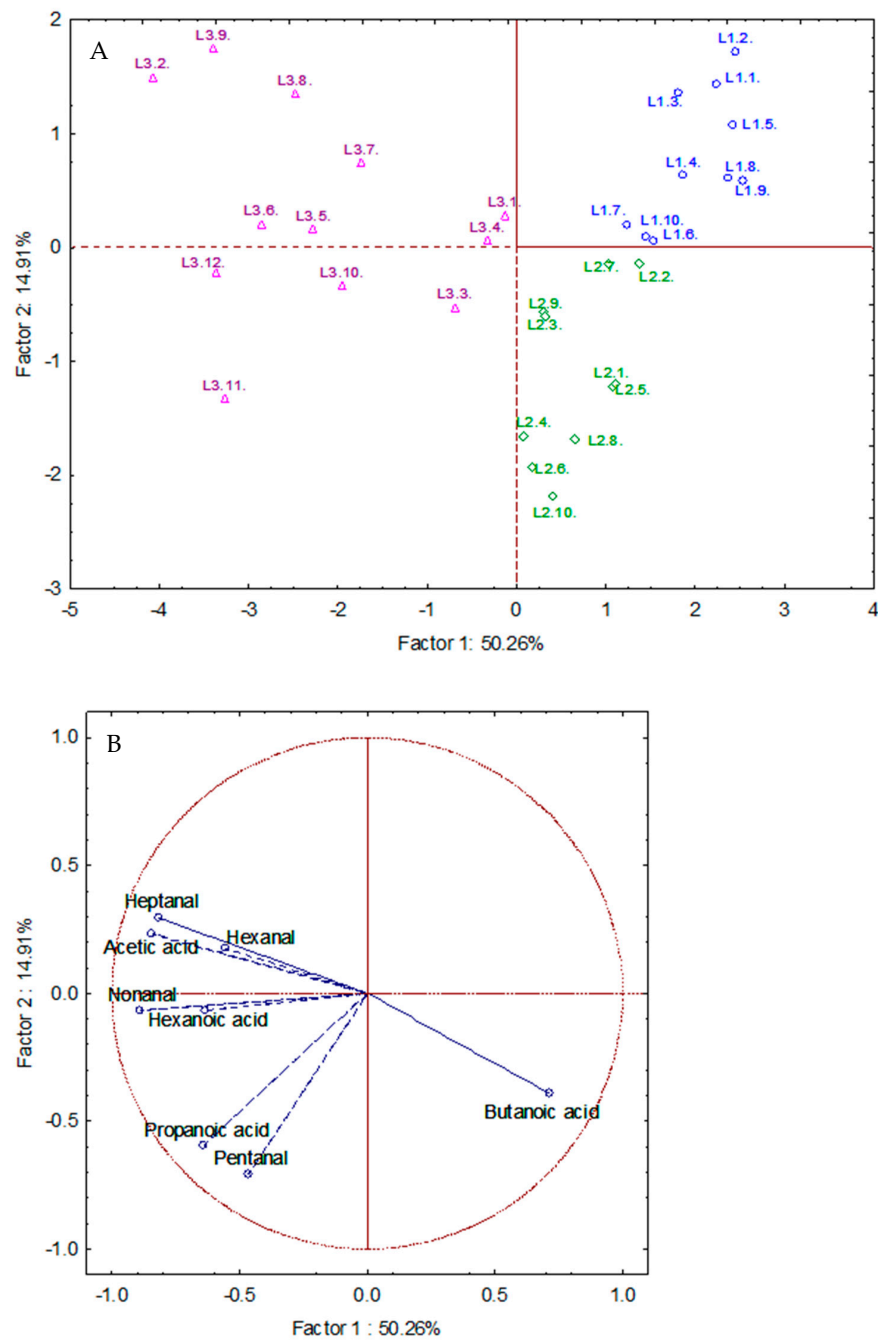 A
2
1
0
-1
-2
-3
Factor 2: 14.91%
L3.9.
L1.2.
L3.2.
L3.8.
L1.1.
L1.3.
L1.5.
L3.7.
L1.4.
L1.8.
L1.9.
L3.6.
L3.5.
L3.1.
L3.4.
L1.7.
L1.10.
L1.6.
L3.12.
L3.10.
L2.7.
L2.2.
L3.3.
L2.9.
L2.3.
L3.11.
L2.1.
L2.5.
L2.4.
L2.8.
L2.6.
L2.10.
-5 -4 -3 -2 -1 0 1 2 3 4
Factor 1: 50.26%
B
1.0
0.5
0.0
-0.5
-1.0
Factor 2 : 14.91%
Heptanal
Hexanal
Acetic acid
Nonanal
Hexanoic acid
Butanoic acid
Propanoic acid
Pentanal
-1.0 -0.5 0.0 0.5 1.0
Factor 1 : 50.26%